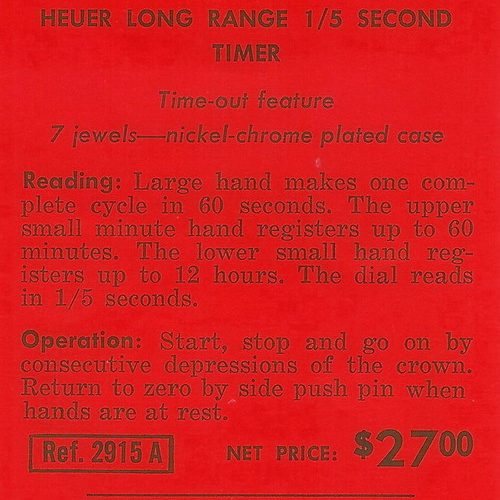 HEUER LONG RANGE 1/5 SECOND
TIMER
Time-out feature
7 jewels—nickel-chrome plated case
Reading: Large hand makes one com-
plete cycle in 60 seconds. The upper
small minute hand registers up to 60
minutes. The lower small hand reg-
isters up to 12 hours. The dial reads
in 1/5 seconds.
Operation: Start, stop and go on by
consecutive depressions of the crown.
Return to zero by side push pin when
hands are at rest.
Ref. 2915 A NET PRICE: $27.00